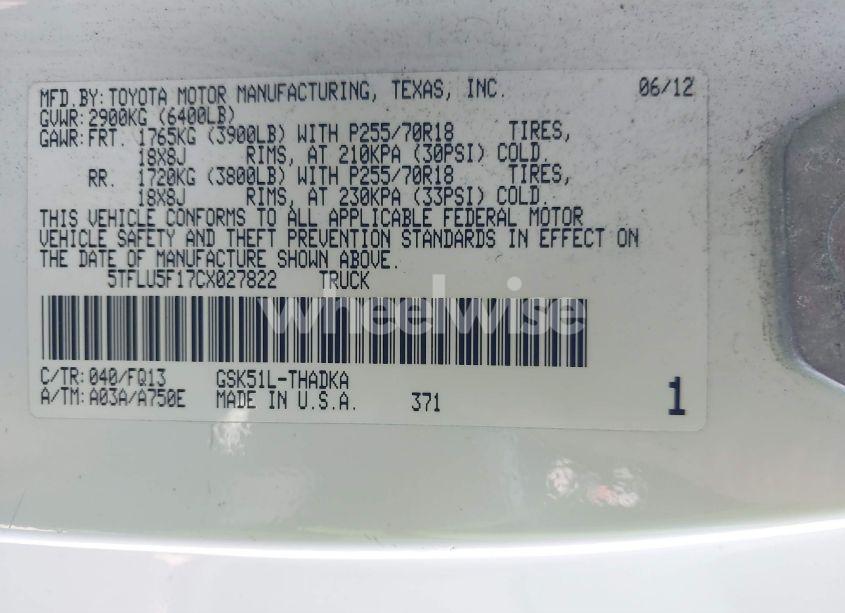 MFD.BY: TOYOTA MOTOR MANUFACTURING, TEXAS, INC. 06/12
GVWR: 2900KG (6400LB)
GAWR: FRT. 1765KG (3900LB) WITH P255/70R18 TIRES,
18X8J RIMS, AT 210KPA (30PSI) COLD.
RR. 1720KG (3800LB) WITH P255/70R18 TIRES,
18X8J RIMS, AT 230KPA (33PSI) COLD.
THIS VEHICLE CONFORMS TO ALL APPLICABLE FEDERAL MOTOR
VEHICLE SAFETY AND THEFT PREVENTION STANDARDS IN EFFECT ON
THE DATE OF MANUFACTURE SHOWN ABOVE.
5TFLU5F17CX027822 TRUCK
wheelwise
C/TR: 040/FQ13 GSK51L-THADKA
A/TM: A03A/A750E MADE IN U.S.A. 371 1